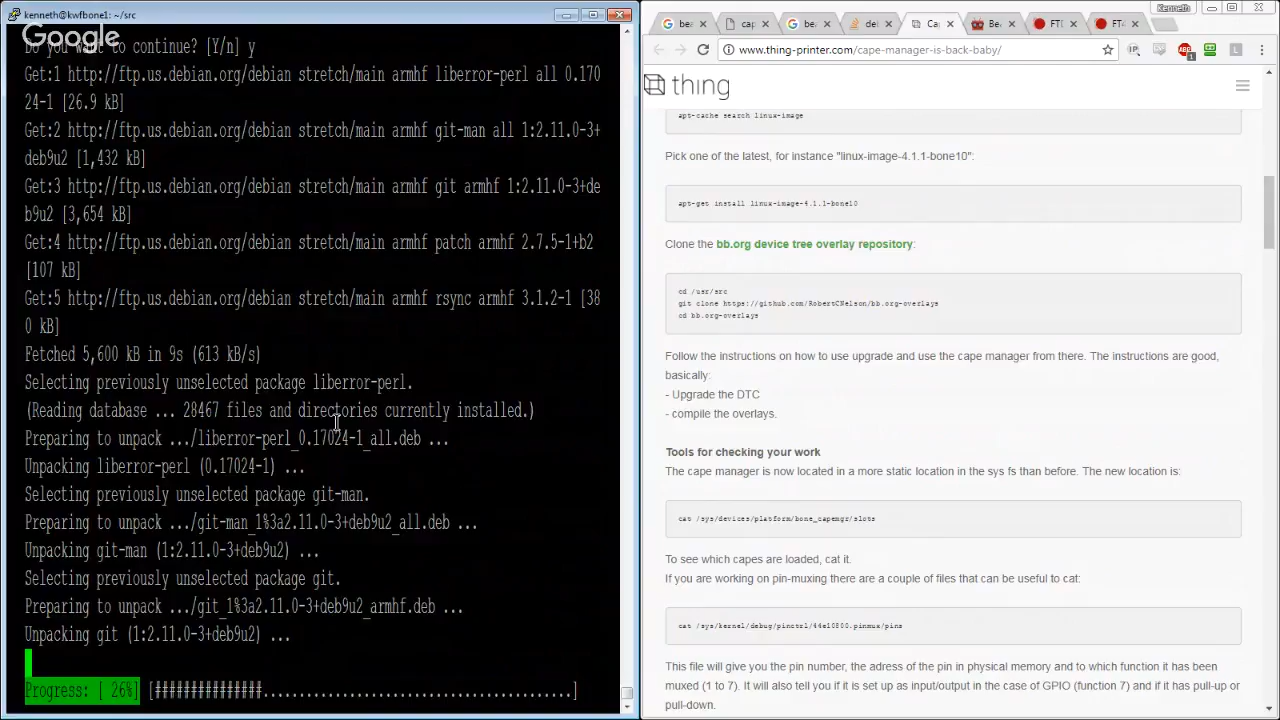 kenneth@kwfbone1: ~/src
Google
Do you want to continue? [Y/n] y
Get:1 http://ftp.us.debian.org/debian stretch/main armhf liberror-perl all 0.170
24-1 [26.9 kB]
Get:2 http://ftp.us.debian.org/debian stretch/main armhf git-man all 1:2.11.0-3+
deb9u2 [1,432 kB]
Get:3 http://ftp.us.debian.org/debian stretch/main armhf git armhf 1:2.11.0-3+de
b9u2 [3,654 kB]
Get:4 http://ftp.us.debian.org/debian stretch/main armhf patch armhf 2.7.5-1+b2
[107 kB]
Get:5 http://ftp.us.debian.org/debian stretch/main armhf rsync armhf 3.1.2-1 [38
0 kB]
Fetched 5,600 kB in 9s (613 kB/s)
Selecting previously unselected package liberror-perl.
(Reading database ... 28467 files and directories currently installed.)
Preparing to unpack .../liberror-perl_0.17024-1_all.deb ...
Unpacking liberror-perl (0.17024-1) ...
Selecting previously unselected package git-man.
Preparing to unpack .../git-man_1%3a2.11.0-3+deb9u2_all.deb ...
Unpacking git-man (1:2.11.0-3+deb9u2) ...
Selecting previously unselected package git.
Preparing to unpack .../git_1%3a2.11.0-3+deb9u2_armhf.deb ...
Unpacking git (1:2.11.0-3+deb9u2) ...
Progress: [ 26%] [##############...........................................]
Kenneth
be
cap
be
de
Ca
FT
www.thing-printer.com/cape-manager-is-back-baby/
thing
apt-cache search linux-image
Pick one of the latest, for instance "linux-image-4.1.1-bone10":
apt-get install linux-image-4.1.1-bone10
Clone the bb.org device tree overlay repository:
cd /usr/src
git clone https://github.com/RobertCNelson/bb.org-overlays
cd bb.org-overlays
Follow the instructions on how to use upgrade and use the cape manager from there. The instructions are good,
basically:
- Upgrade the DTC
- compile the overlays.
Tools for checking your work
The cape manager is now located in a more static location in the sys fs than before. The new location is:
cat /sys/devices/platform/bone_capemgr/slots
To see which capes are loaded, cat it.
If you are working on pin-muxing there are a couple of files that can be useful to cat:
cat /sys/kernel/debug/pinctrl/44e10800.pinmux/pins
This file will give you the pin number, the adress of the pin in physical memory and to which function it has been
muxed (0 to 7). It will also tell you if it is set as input/output in the case of GPIO function and if it has pull-up or
pull-down.